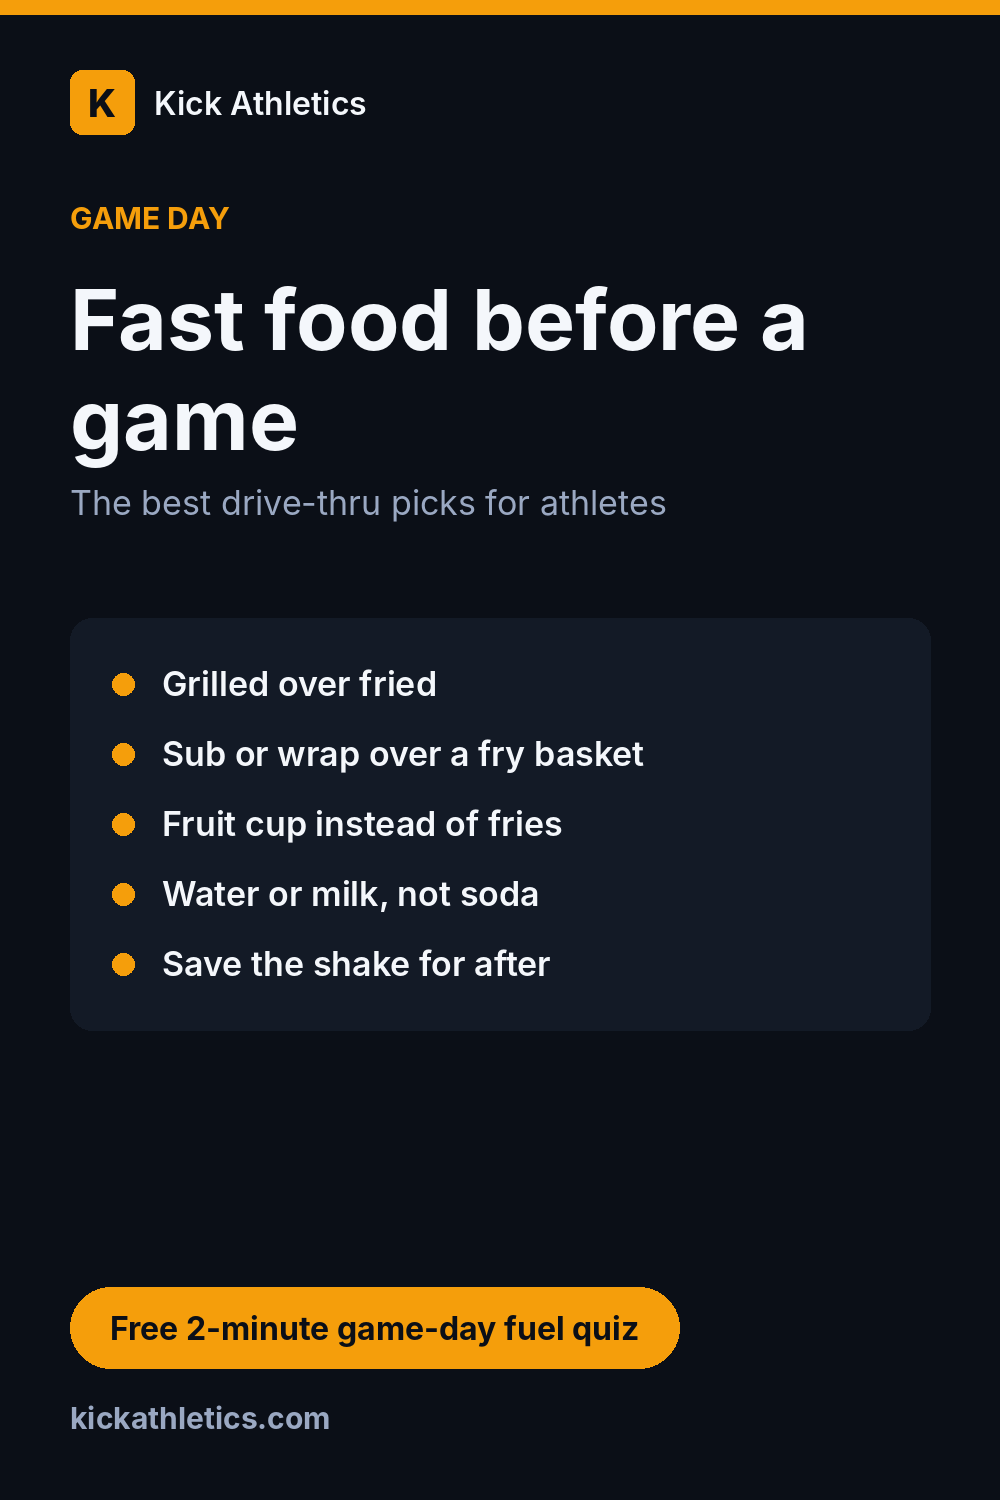 K
Kick Athletics
GAME DAY
Fast food before a
game
The best drive-thru picks for athletes
Grilled over fried
Sub or wrap over a fry basket
Fruit cup instead of fries
Water or milk, not soda
Save the shake for after
Free 2-minute game-day fuel quiz
kickathletics.com